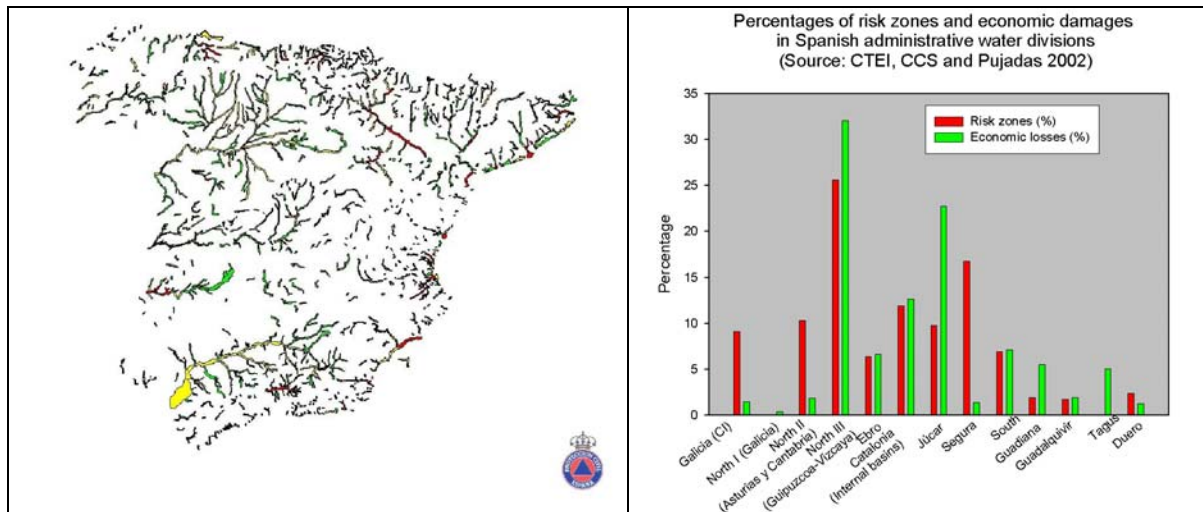 Percentages of risk zones and economic damages
in Spanish administrative water divisions
(Source: CTEI, CCS and Pujadas 2002)
35
30
25
20
15
10
5
0
Percentage
Risk zones (%)
Economic losses (%)
Galicia (CI)
North I (Galicia)
North II
(Asturias y Cantabria)
North III
(Guipuzcoa-Vizcaya)
Ebro
Catalonia
(Internal basins)
Júcar
Segura
South
Guadiana
Guadalquivir
Tagus
Duero
PROTECCION CIVIL